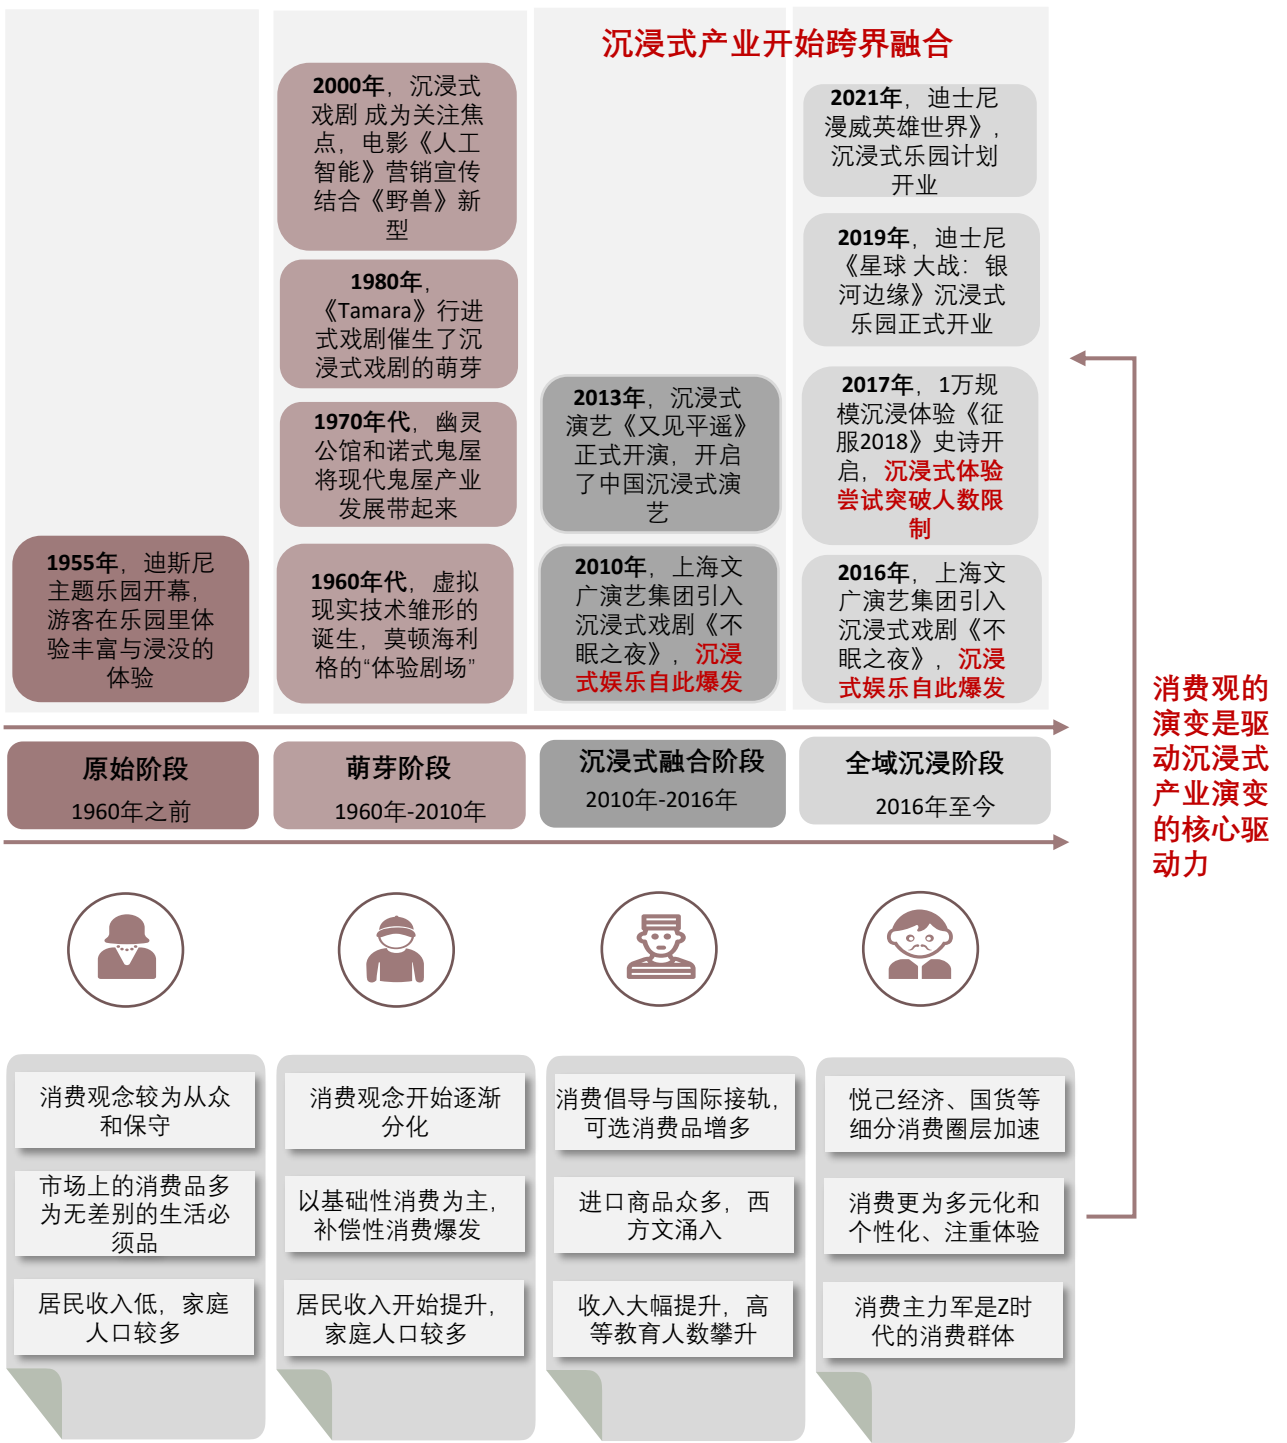 沉浸式产业开始跨界融合
2000年，沉浸式
戏剧 成为关注焦
点，电影《人工
智能》营销宣传
结合《野兽》新
型
1980年，
《Tamara》行进
式戏剧催生了沉
浸式戏剧的萌芽
1970年代，幽灵
公馆和诺式鬼屋
将现代鬼屋产业
发展带起来
1960年代，虚拟
现实技术雏形的
诞生，莫顿海利
格的“体验剧场”
1955年，迪斯尼
主题乐园开幕，
游客在乐园里体
验丰富与浸没的
体验
2013年，沉浸式
演艺《又见平遥》
正式开演，开启
了中国沉浸式演
艺
2010年，上海文
广演艺集团引入
沉浸式戏剧《不
眠之夜》，沉浸
式娱乐自此爆发
2021年，迪士尼
漫威英雄世界》，
沉浸式乐园计划
开业
2019年，迪士尼
《星球 大战：银
河边缘》沉浸式
乐园正式开业
2017年，1万规
模沉浸体验《征
服2018》史诗开
启，沉浸式体验
尝试突破人数限
制
2016年，上海文
广演艺集团引入
沉浸式戏剧《不
眠之夜》，沉浸
式娱乐自此爆发
原始阶段
1960年之前
萌芽阶段
1960年-2010年
沉浸式融合阶段
2010年-2016年
全域沉浸阶段
2016年至今
消费观的
演变是驱
动沉浸式
产业演变
的核心驱
动力
消费观念较为从众
和保守
市场上的消费品多
为无差别的生活必
须品
居民收入低，家庭
人口较多
消费观念开始逐渐
分化
以基础性消费为主，
补偿性消费爆发
居民收入开始提升，
家庭人口较多
消费倡导与国际接轨，
可选消费品增多
进口商品众多，西
方文涌入
收入大幅提升，高
等教育人数攀升
悦己经济、国货等
细分消费圈层加速
消费更为多元化和
个性化、注重体验
消费主力军是Z时
代的消费群体